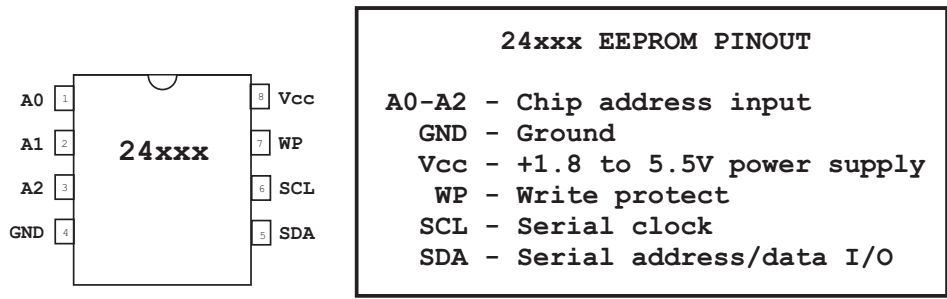 24xxx EEPROM PINOUT
A0 1 8 Vcc
A1 2 24xxx 7 WP
A2 3 6 SCL
GND 4 5 SDA
A0-A2 - Chip address input
GND - Ground
Vcc - +1.8 to 5.5V power supply
WP - Write protect
SCL - Serial clock
SDA - Serial address/data I/O